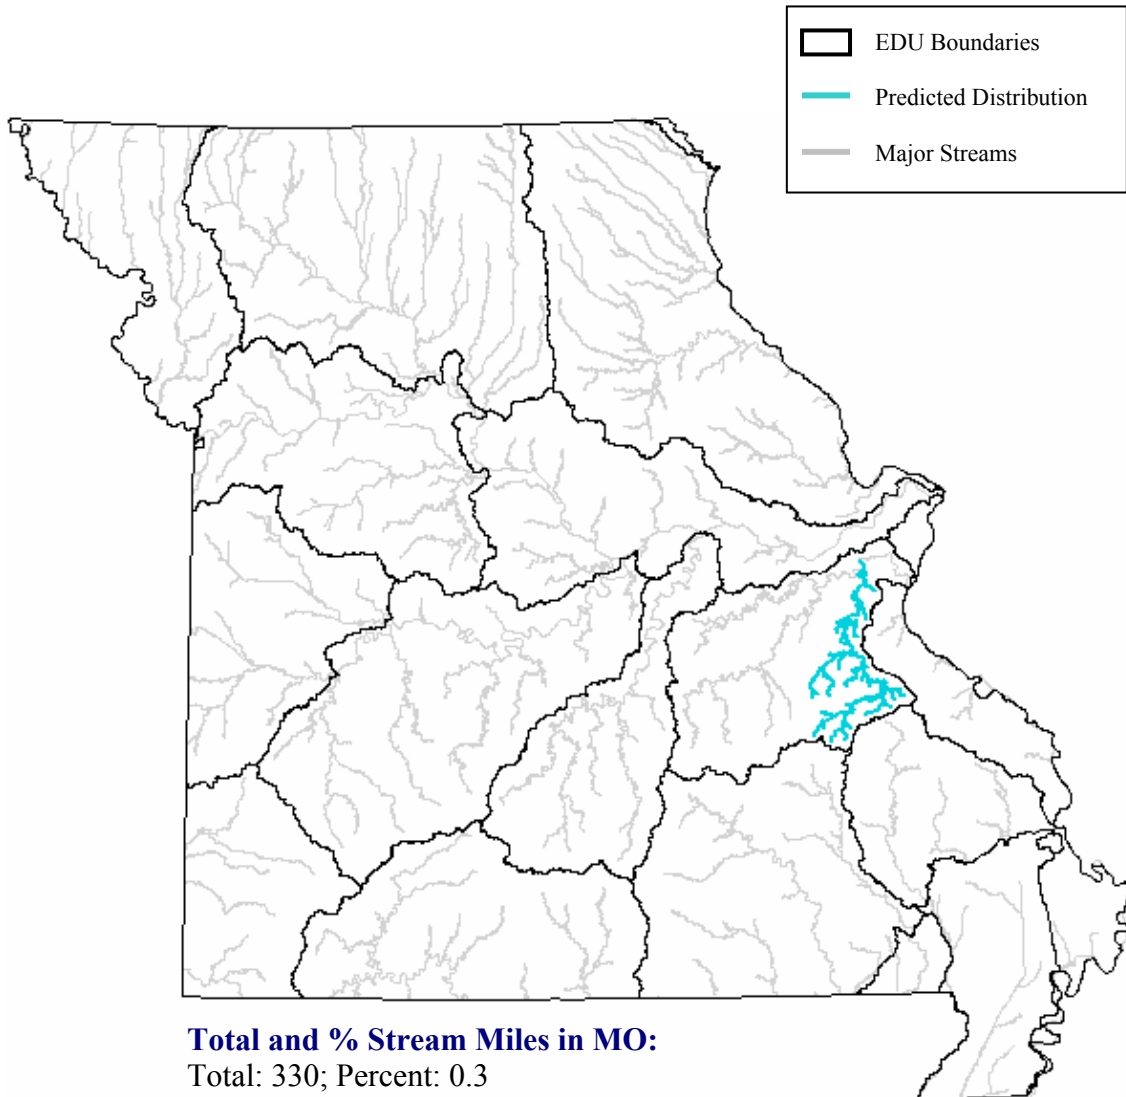 EDU Boundaries
Predicted Distribution
Major Streams
Total and % Stream Miles in MO:
Total: 330; Percent: 0.3